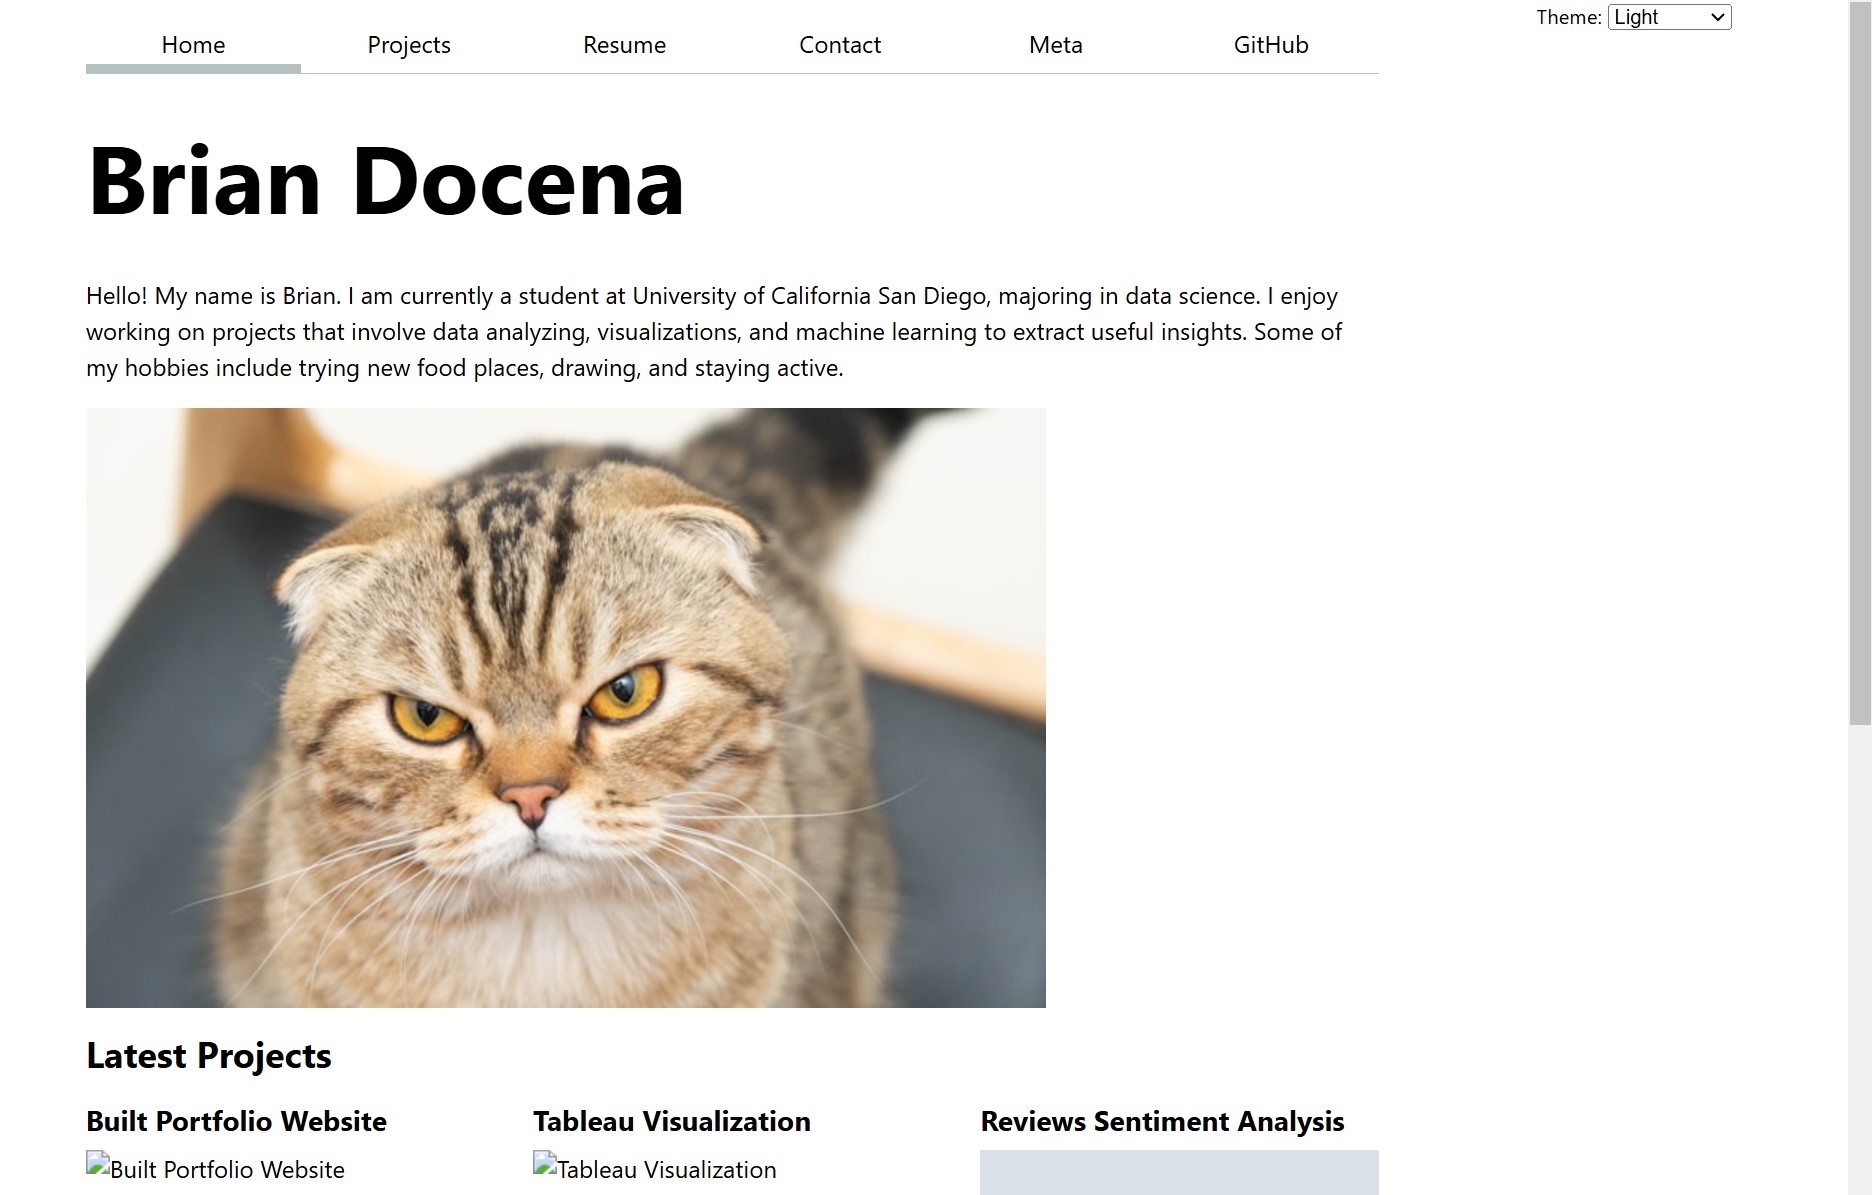 Theme: Light
Home Projects Resume Contact Meta GitHub
Brian Docena
Hello! My name is Brian. I am currently a student at University of California San Diego, majoring in data science. I enjoy
working on projects that involve data analyzing, visualizations, and machine learning to extract useful insights. Some of
my hobbies include trying new food places, drawing, and staying active.
Latest Projects
Built Portfolio Website
Built Portfolio Website
Tableau Visualization
Tableau Visualization
Reviews Sentiment Analysis